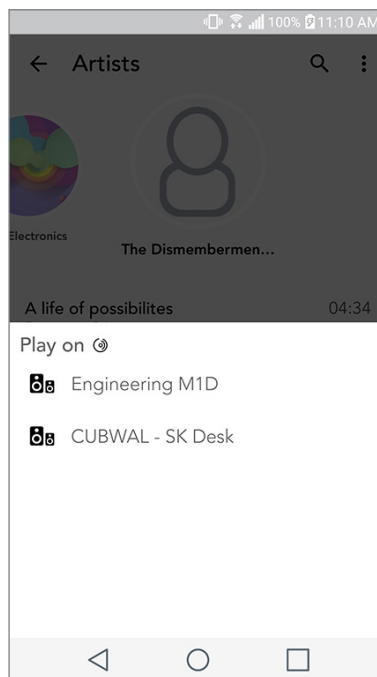 100% 11:10 AM
Artists
Electronics
The Dismembermen...
A life of possibilites 04:34
Play on
Engineering M1D
CUBWAL - SK Desk